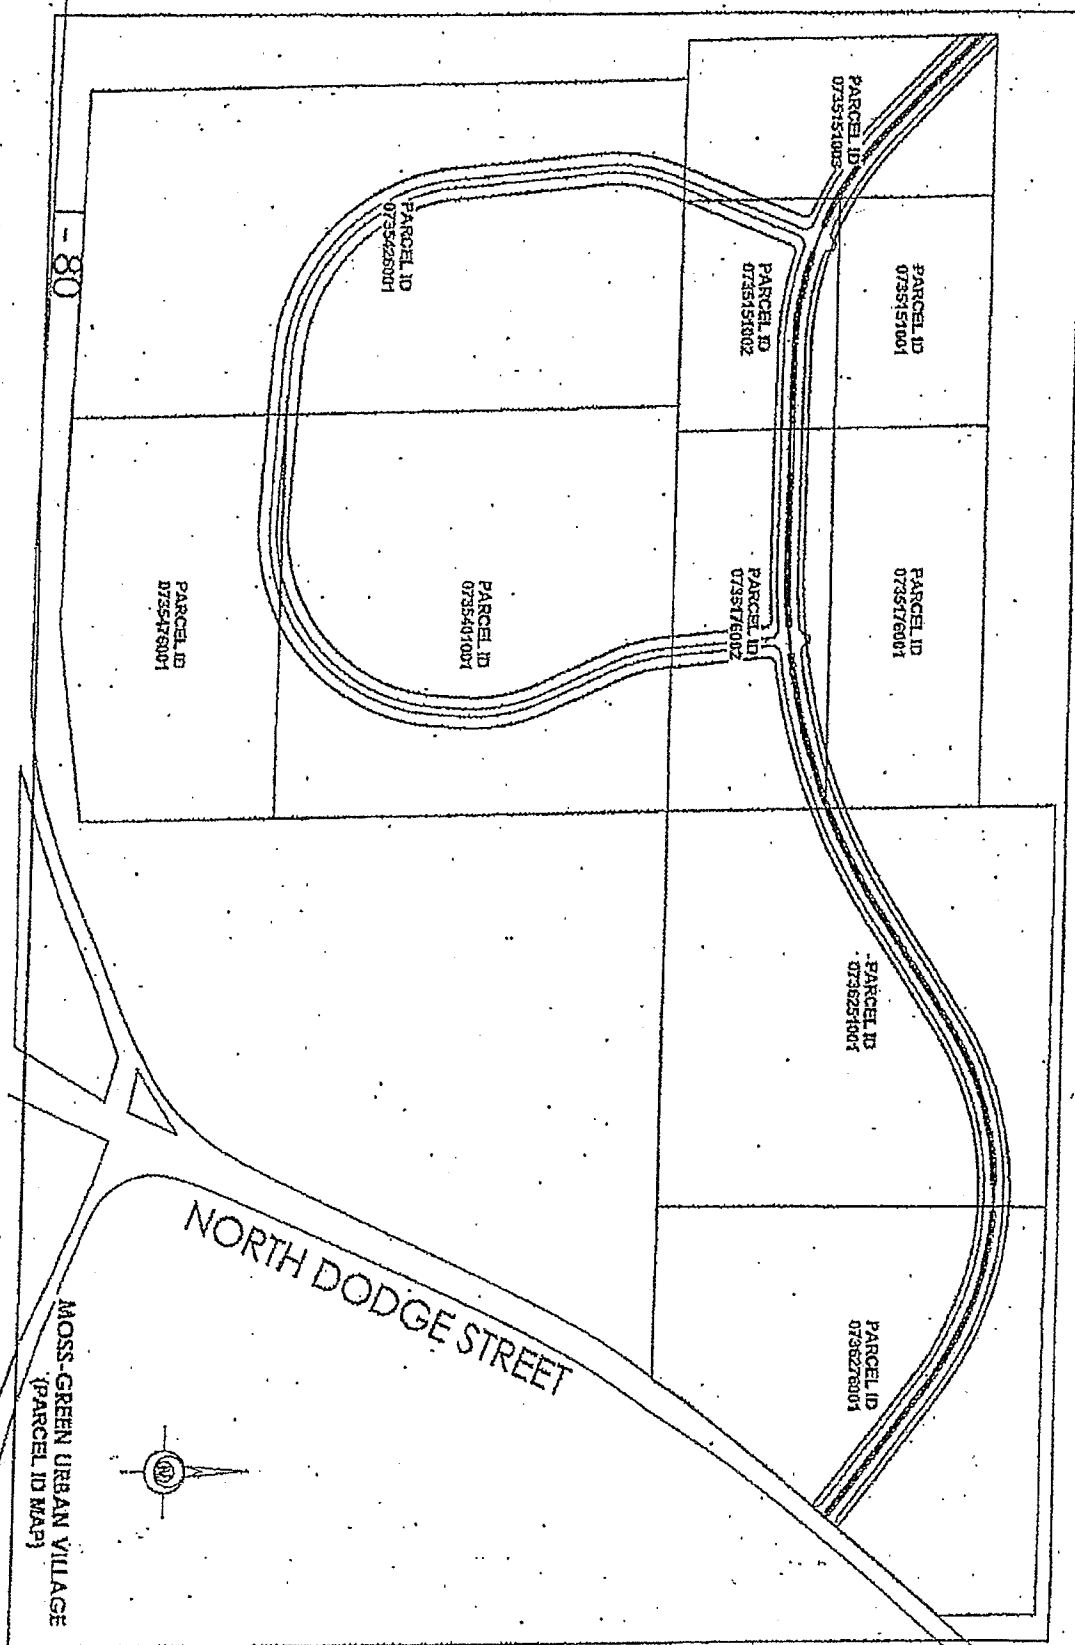 PARCEL ID
0735151001
PARCEL ID
0735176001
PARCEL ID
0735151003
PARCEL ID
0736251001
PARCEL ID
0736276001
PARCEL ID
0735151002
PARCEL ID
0735176002
PARCEL ID
0735401001
PARCEL ID
PARCEL ID
0735476001
NORTH DODGE STREET
I - 80
MOSS-GREEN URBAN VILLAGE
(PARCEL ID MAP)